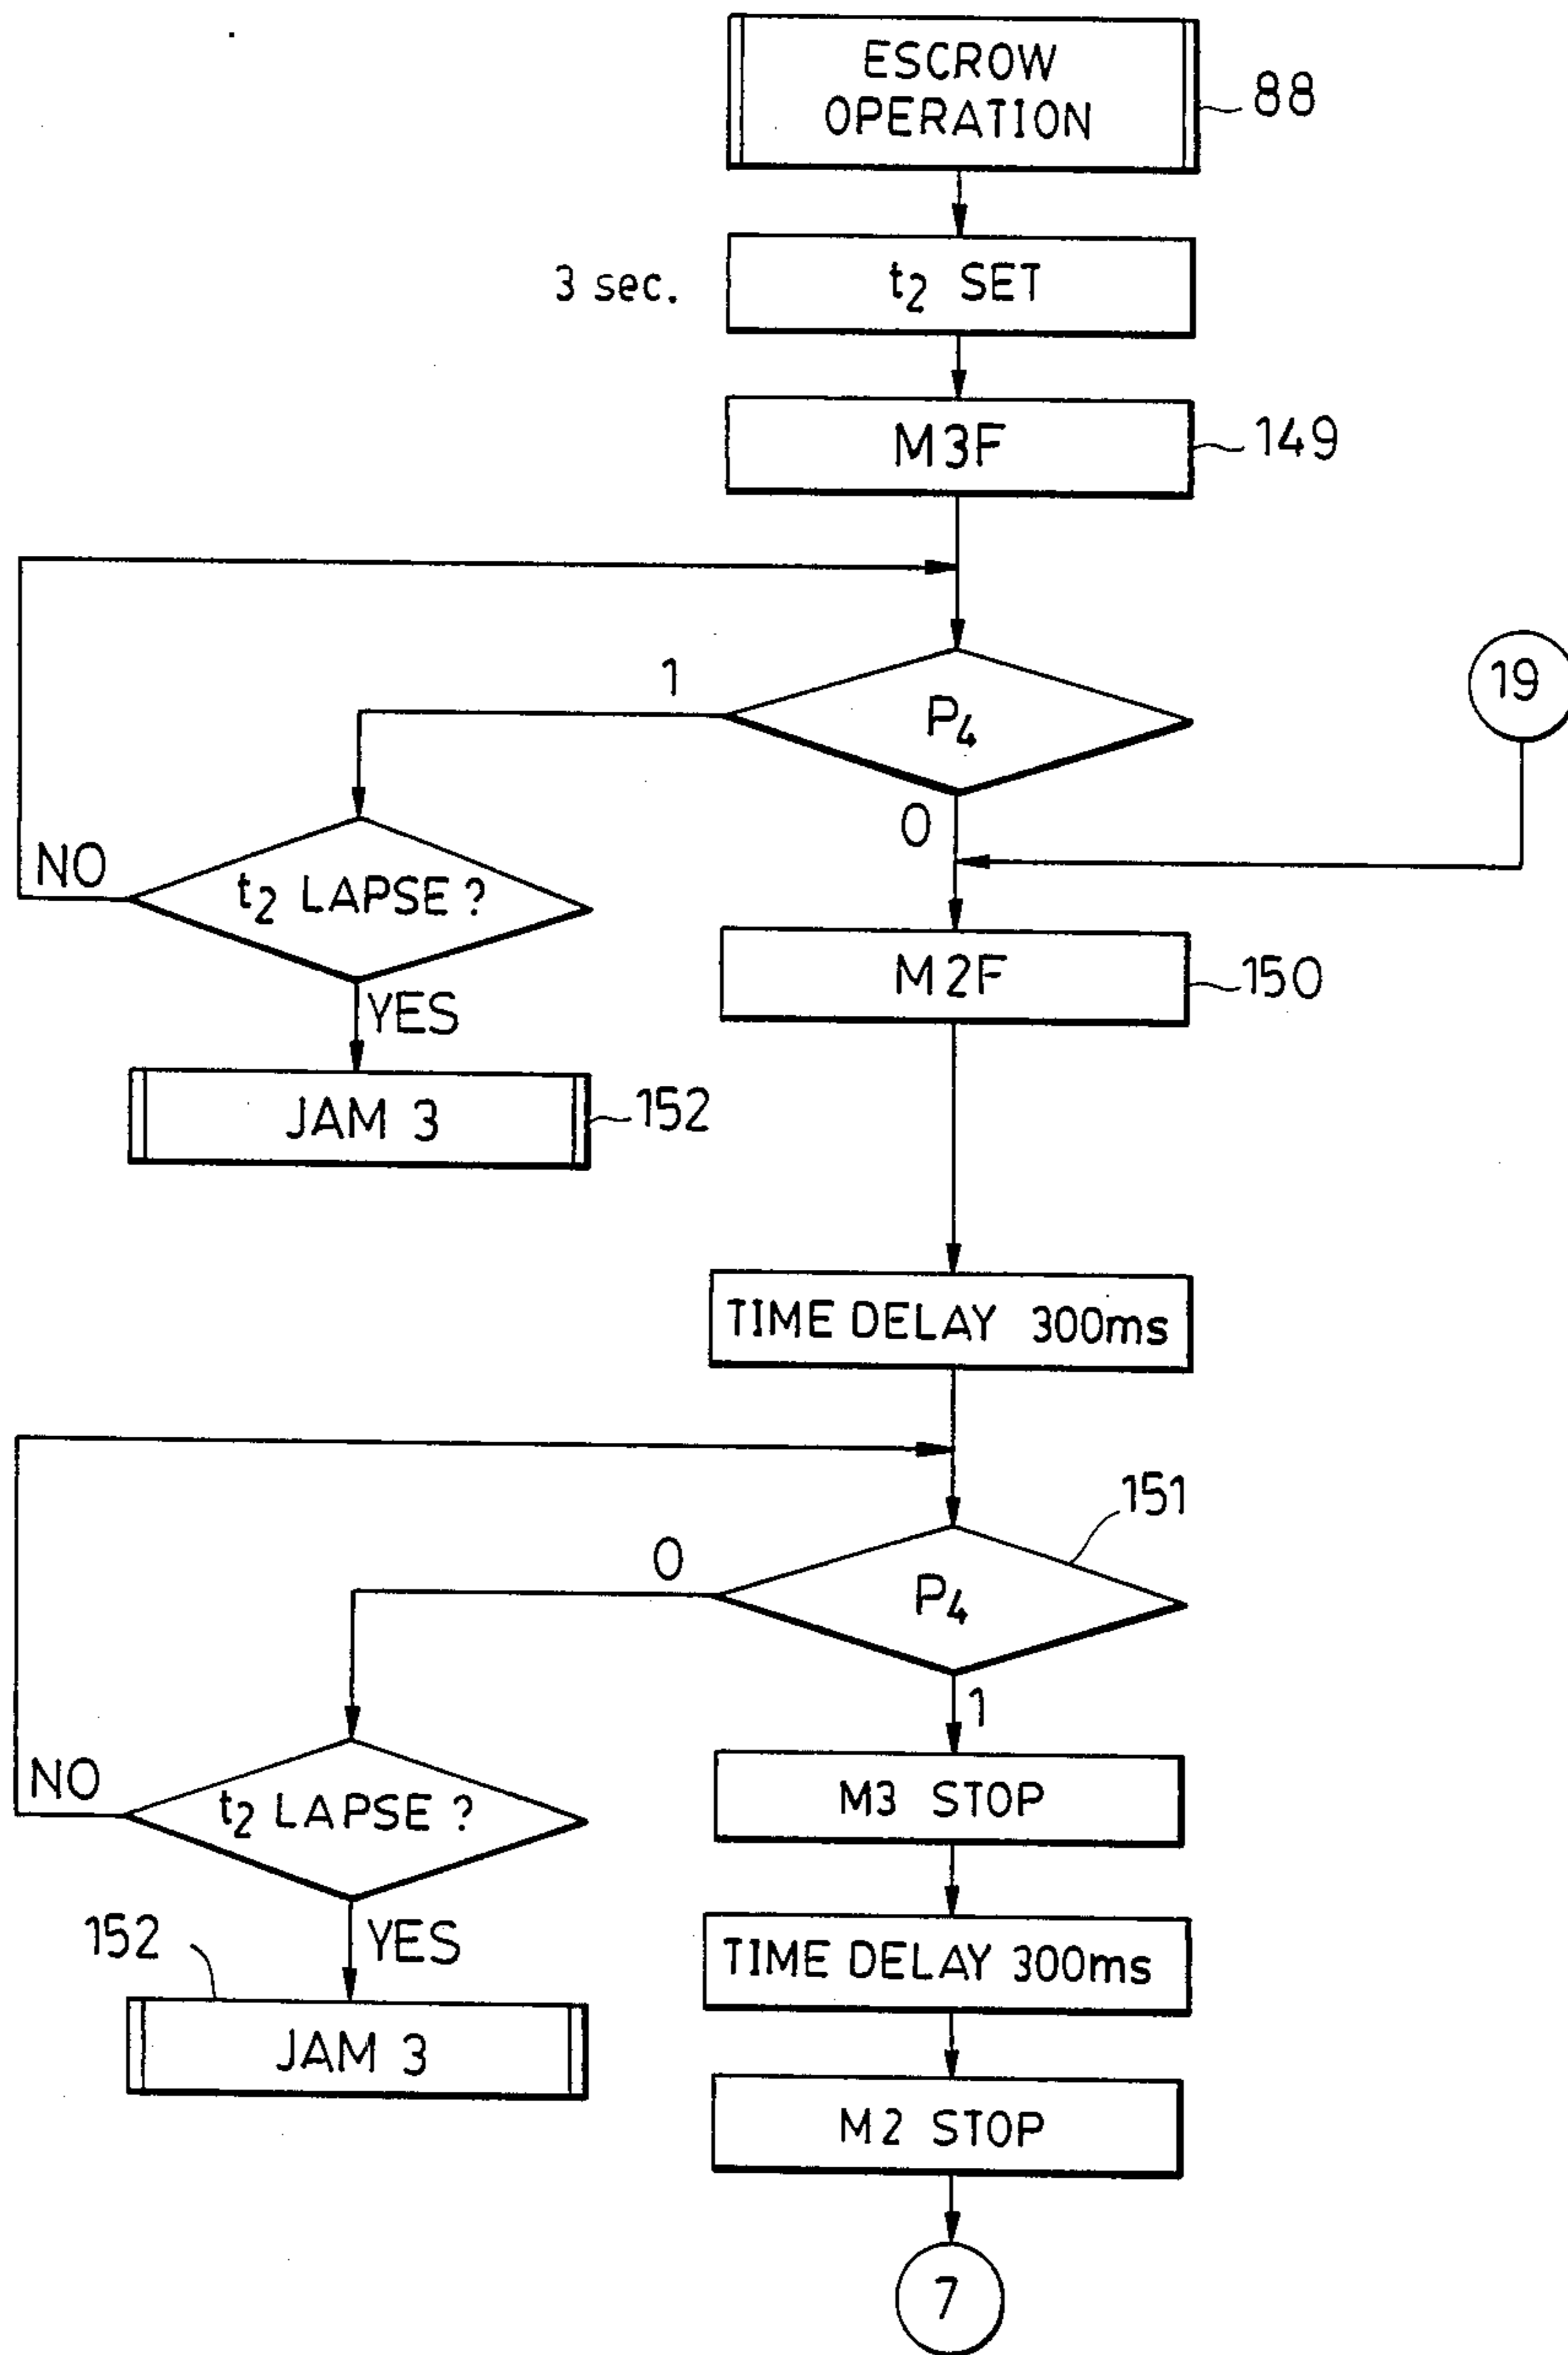 ESCROW
OPERATION
88
3 sec.
t₂ SET
M3F
149
1
P₄
19
0
NO
t₂ LAPSE ?
M2F
150
YES
JAM 3
152
TIME DELAY 300ms
151
0
P₄
1
NO
t₂ LAPSE ?
M3 STOP
152
YES
TIME DELAY 300ms
JAM 3
M2 STOP
7